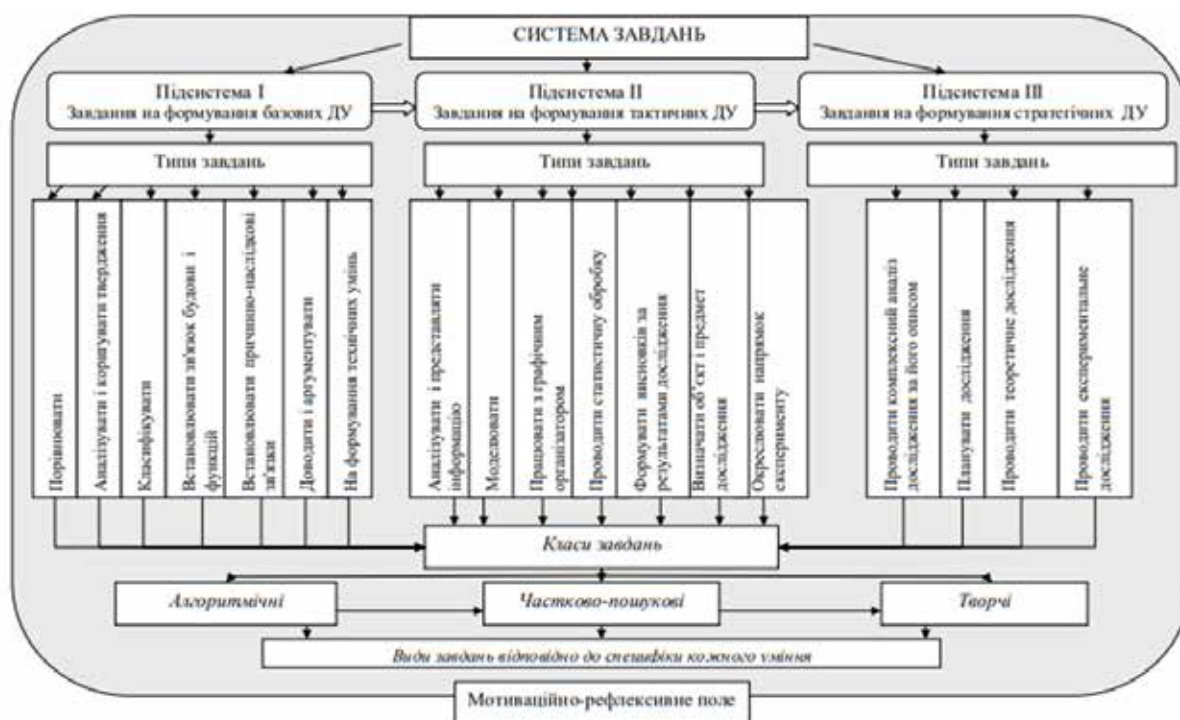 СИСТЕМА ЗАВДАНЬ
Підсистема І
Завдання на формування базових ДУ
Підсистема ІІ
Завдання на формування тактичних ДУ
Підсистема ІІІ
Завдання на формування стратегічних ДУ
Типи завдань
Типи завдань
Типи завдань
Порівнювати
Аналізувати і коригувати твердження
Класифікувати
Встановлювати зв'язок будови і
функцій
Встановлювати причинно-наслідкові
зв'язки
Доводити і аргументувати
На формування технічних умінь
Аналізувати і представляти
інформацію
Моделювати
Працювати з графічним
організатором
Проводити статистичну обробку
Формувати висновків за
результатами дослідження
Визначати об'єкт і предмет
дослідження
Окреслювати напрямок
експерименту
Проводити комплексний аналіз
дослідження за його описом
Планувати дослідження
Проводити теоретичне дослідження
Проводити експериментальне
дослідження
Класи завдань
Алгоритмічні
Частково-пошукові
Творчі
Види завдань відповідно до специфіки кожного уміння
Мотиваційно-рефлексивне поле